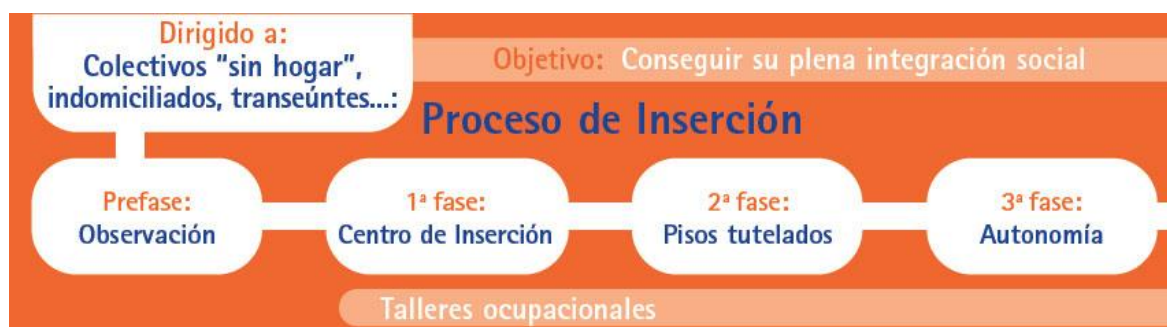 Dirigido a:
Colectivos "sin hogar",
indomiciliados, transeúntes...:
Objetivo: Conseguir su plena integración social
Proceso de Inserción
Prefase:
Observación
1ª fase:
Centro de Inserción
2ª fase:
Pisos tutelados
3ª fase:
Autonomía
Talleres ocupacionales